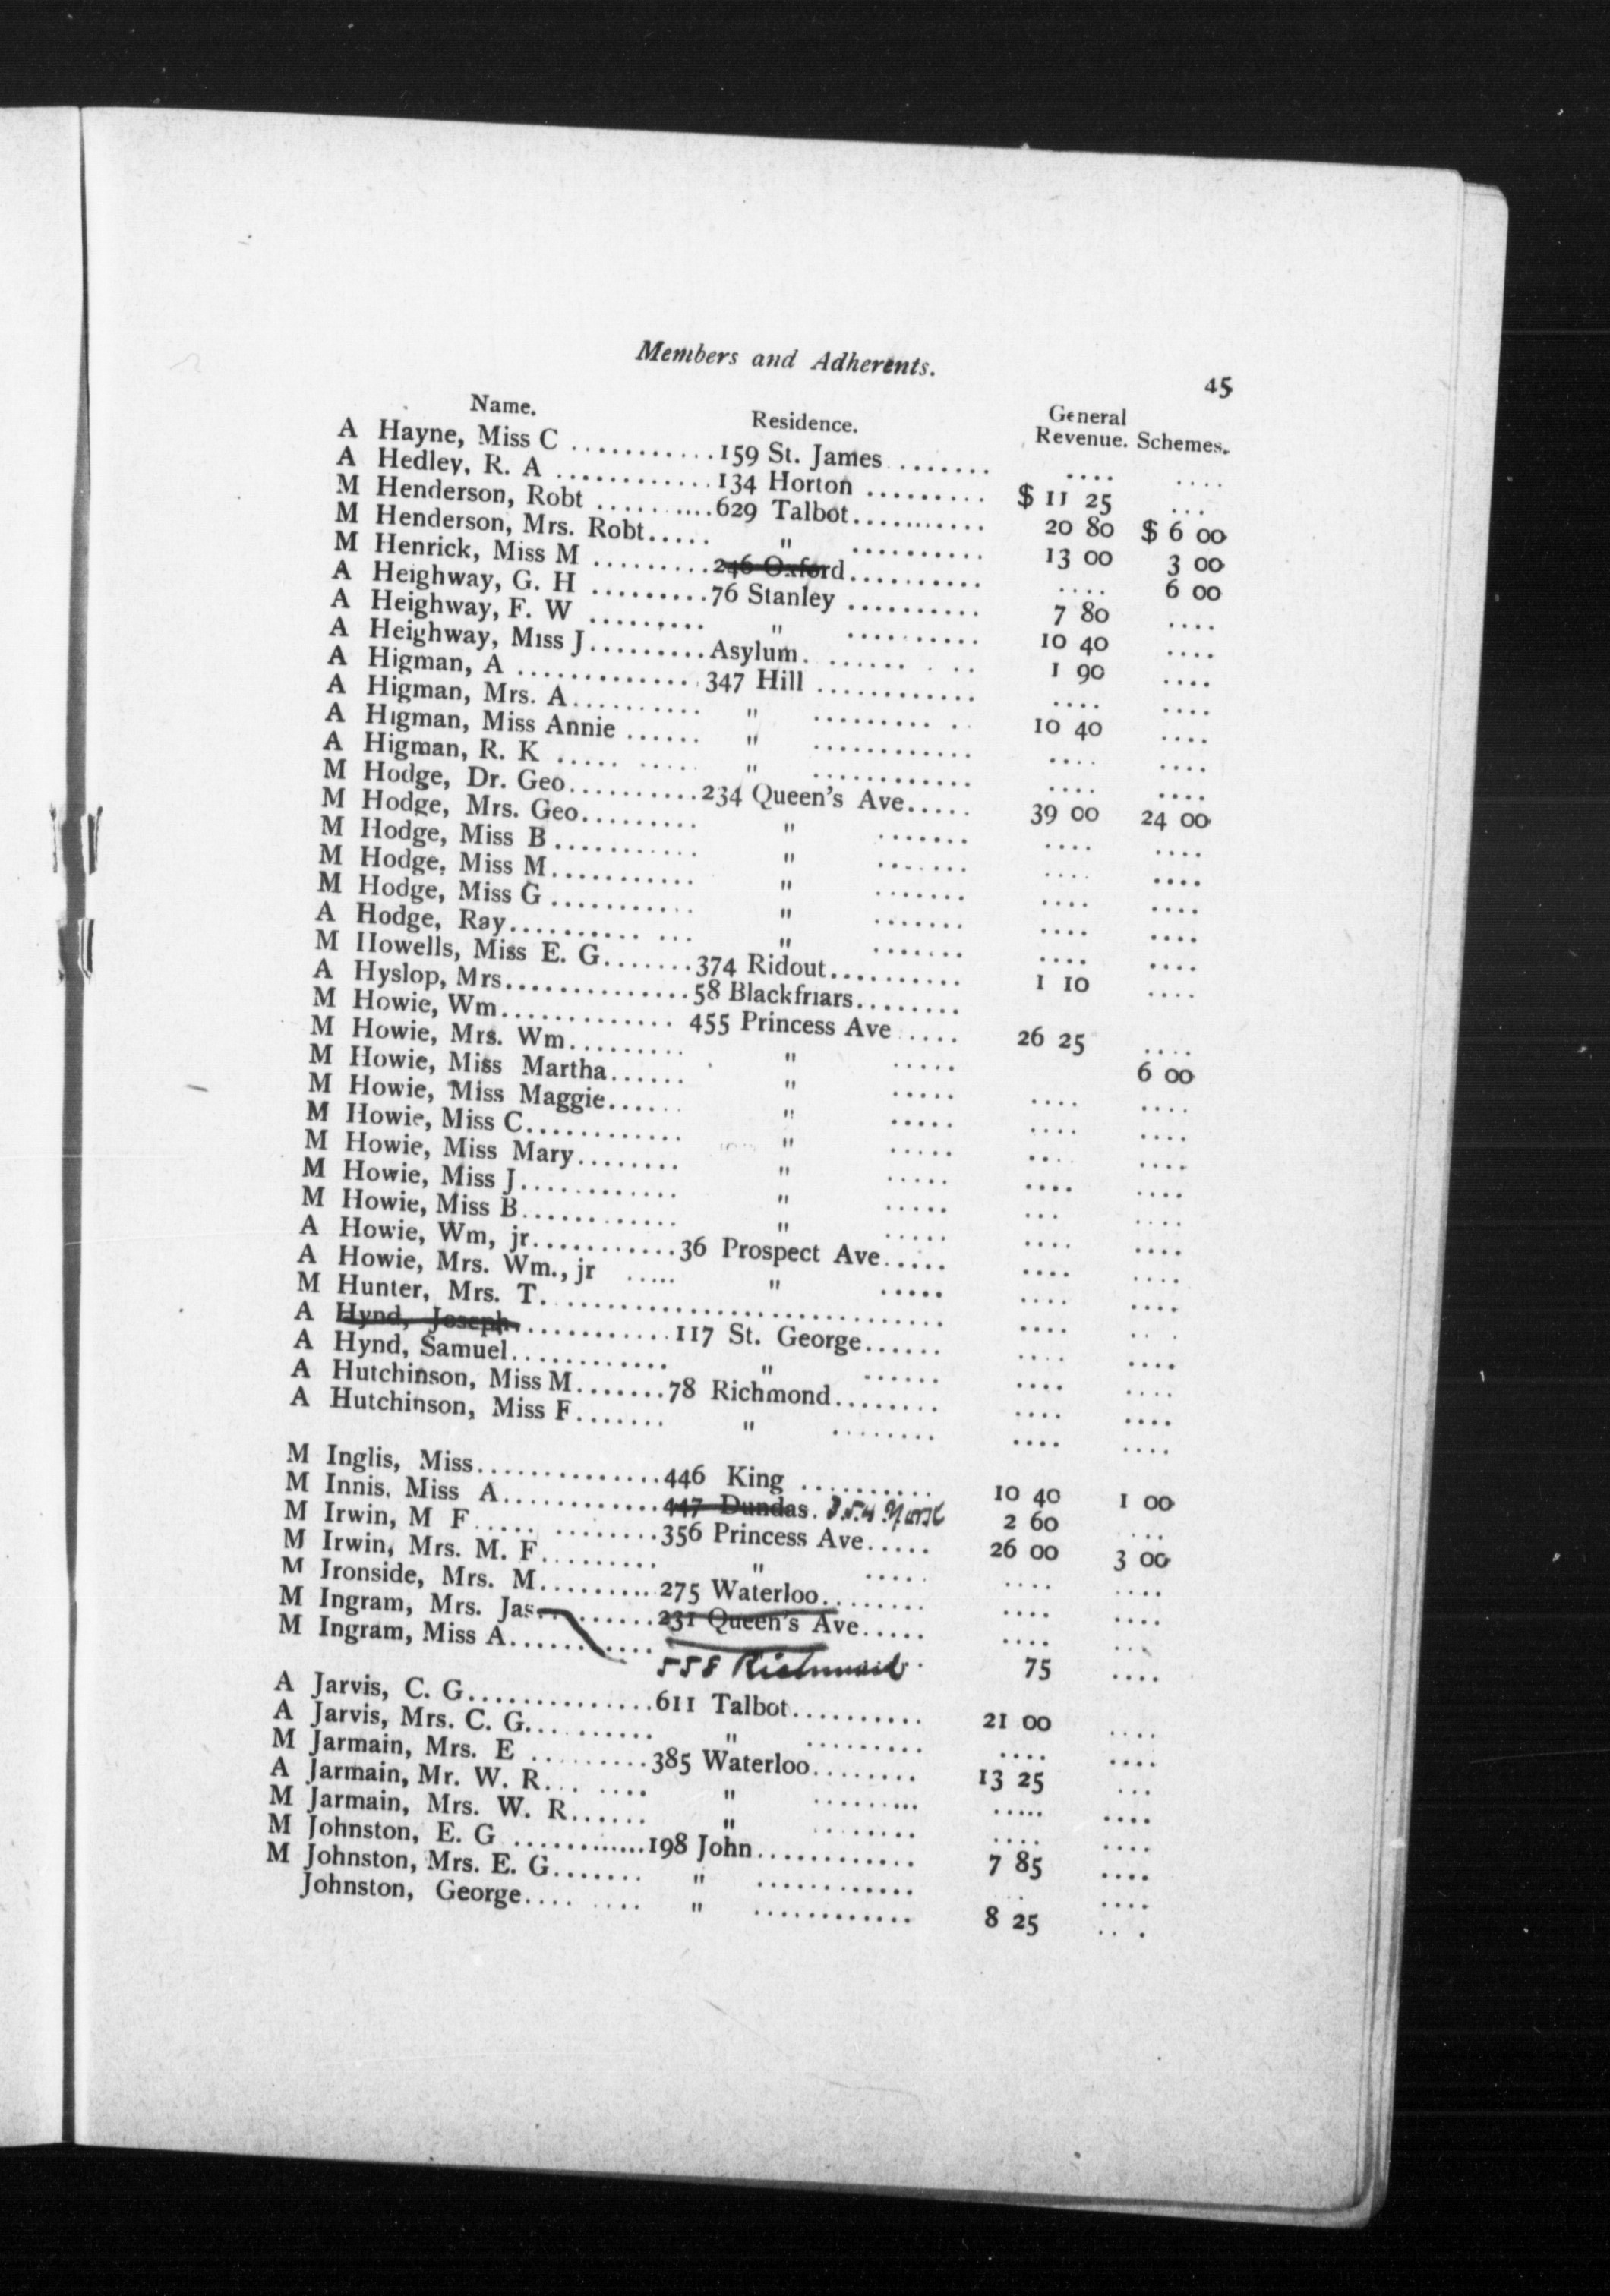 Members and Adherents.
45
Name. Residence. General Revenue. Schemes.
A Hayne, Miss C ........... 159 St. James ........ .... ....
A Hedley, R. A ............ 134 Horton ......... $ 11 25 ...
M Henderson, Robt .......... 629 Talbot ........... 20 80 $ 6 00
M Henderson, Mrs. Robt..... " .......... 13 00 3 00
M Henrick, Miss M ......... 246 Oxford .......... .... 6 00
A Heighway, G. H ......... 76 Stanley .......... 7 80 ....
A Heighway, F. W ......... " .......... 10 40 ....
A Heighway, Miss J......... Asylum. ....... . .. 1 90 ....
A Higman, A .............. 347 Hill ............ .... ....
A Higman, Mrs. A........... " ......... .. 10 40 ....
A Higman, Miss Annie ...... " ............ .... ....
A Higman, R. K ..... ..... " ............ .... ....
M Hodge, Dr. Geo.......... 234 Queen's Ave..... 39 00 24 00
M Hodge, Mrs. Geo......... " ....... .... ....
M Hodge, Miss B ........... " ....... .... ....
M Hodge, Miss M ........... " ....... .... ....
M Hodge, Miss G ........... " ....... .... ....
A Hodge, Ray.......... ... " ....... .... ....
M Howells, Miss E. G....... 374 Ridout .......... 1 10 ....
A Hyslop, Mrs.............. 58 Blackfriars........
M Howie, Wm............. 455 Princess Ave ..... 26 25 ....
M Howie, Mrs. Wm......... " ..... 6 00
M Howie, Miss Martha...... " ..... .... ....
M Howie, Miss Maggie...... " ..... .... ....
M Howie, Miss C............ " ..... .... ....
M Howie, Miss Mary........ " ..... .... ....
M Howie, Miss J............ " ..... ... ....
M Howie, Miss B............ " ..... .... ....
A Howie, Wm, jr........... 36 Prospect Ave..... .... ....
A Howie, Mrs. Wm., jr ..... " ..... .... ....
M Hunter, Mrs. T............................. .... ....
A Hynd, Joseph............ 117 St. George...... .... ....
A Hynd, Samuel............ " ...... .... ....
A Hutchinson, Miss M....... 78 Richmond........ .... ....
A Hutchinson, Miss F....... " ........ .... ....
M Inglis, Miss............. 446 King .......... 10 40 1 00
M Innis, Miss A............ 447 Dundas. 354 York 2 60 ...
M Irwin, M F..... ........ 356 Princess Ave..... 26 00 3 00
M Irwin, Mrs. M. F......... " ..... .... ....
M Ironside, Mrs. M......... 275 Waterloo........ .... ....
M Ingram, Mrs. Jas......... 231 Queen's Ave..... .... ....
M Ingram, Miss A.......... 558 Richmond 75 ....
A Jarvis, C. G.............. 611 Talbot.......... 21 00 ....
A Jarvis, Mrs. C. G........... " ......... .... ....
M Jarmain, Mrs. E ......... 385 Waterloo........ 13 25 ...
A Jarmain, Mr. W. R... .... " ......... ..... ....
M Jarmain, Mrs. W. R...... " ........ .... ....
M Johnston, E. G ............ 198 John............ 7 85 ....
M Johnston, Mrs. E. G....... " ............ .. ....
Johnston, George.... .... " ............ 8 25 .. .